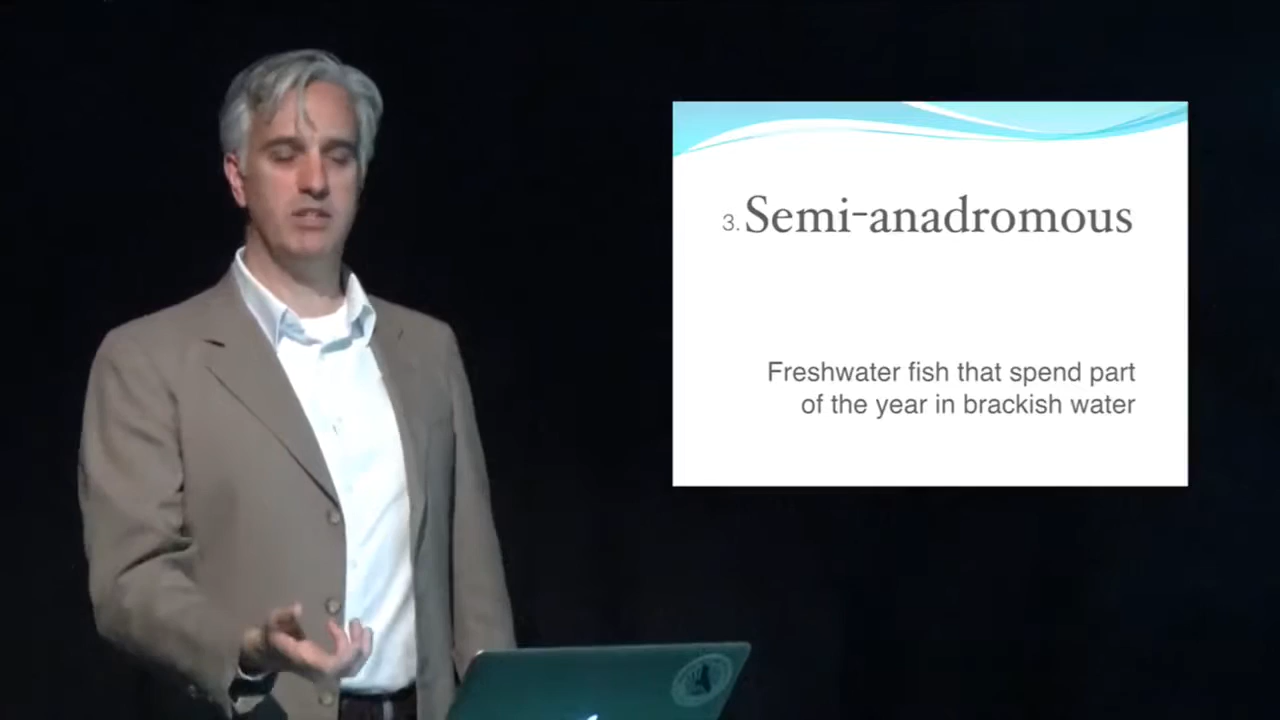 3. Semi-anadromous
Freshwater fish that spend part
of the year in brackish water